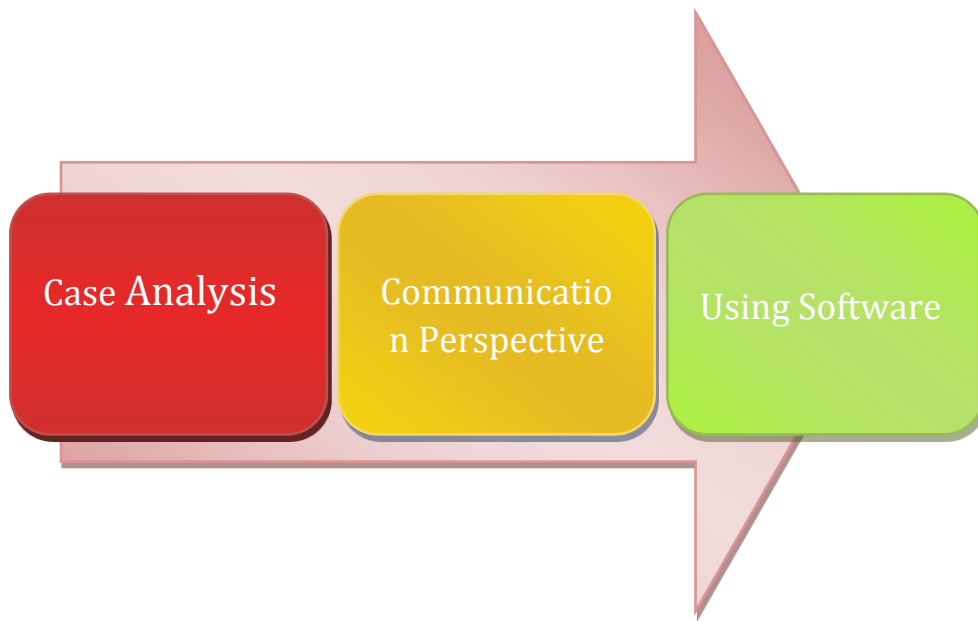 Case Analysis
Communicatio
n Perspective
Using Software